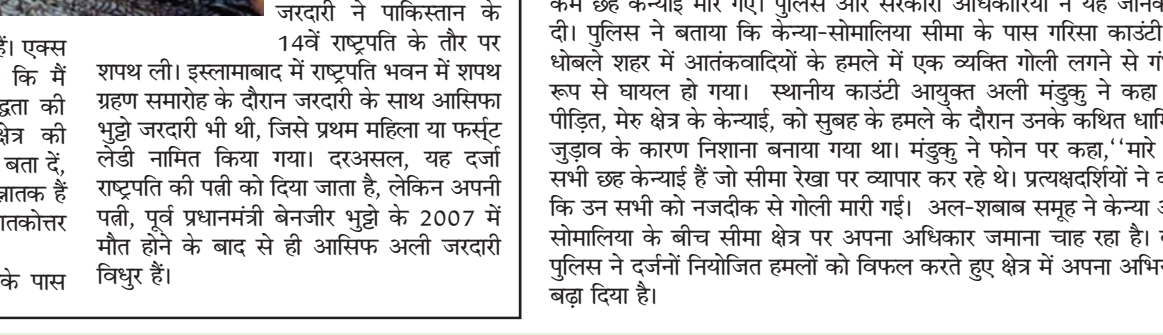 हैं। एक्स
कि मैं
द्धता की
क्षेत्र की
बता दें,
स्नातक हैं
ातकोत्तर
के पास
जरदारी ने पाकिस्तान के
14वें राष्ट्रपति के तौर पर
शपथ ली। इस्लामाबाद में राष्ट्रपति भवन में शपथ
ग्रहण समारोह के दौरान जरदारी के साथ आसिफा
भुट्टो जरदारी भी थी, जिसे प्रथम महिला या फर्स्ट
लेडी नामित किया गया। दरअसल, यह दर्जा
राष्ट्रपति की पत्नी को दिया जाता है, लेकिन अपनी
पत्नी, पूर्व प्रधानमंत्री बेनजीर भुट्टो के 2007 में
मौत होने के बाद से ही आसिफ अली जरदारी
विधुर हैं।
कम छह केन्याई मारे गए। पुलिस और सरकारी अधिकारियों ने यह
दी। पुलिस ने बताया कि केन्या-सोमालिया सीमा के पास गरिसा काउंटी
धोबले शहर में आतंकवादियों के हमले में एक व्यक्ति गोली लगने से
रूप से घायल हो गया। स्थानीय काउंटी आयुक्त अली मंडुकु ने कहा
पीड़ित, मेरु क्षेत्र के केन्याई, को सुबह के हमले के दौरान उनके कथित
जुड़ाव के कारण निशाना बनाया गया था। मंडुकु ने फोन पर कहा,‘‘मारे
सभी छह केन्याई हैं जो सीमा रेखा पर व्यापार कर रहे थे। प्रत्यक्षदर्शियों ने
कि उन सभी को नजदीक से गोली मारी गई। अल-शबाब समूह ने केन्या
सोमालिया के बीच सीमा क्षेत्र पर अपना अधिकार जमाना चाह रहा है।
पुलिस ने दर्जनों नियोजित हमलों को विफल करते हुए क्षेत्र में अपना
बढ़ा दिया है।